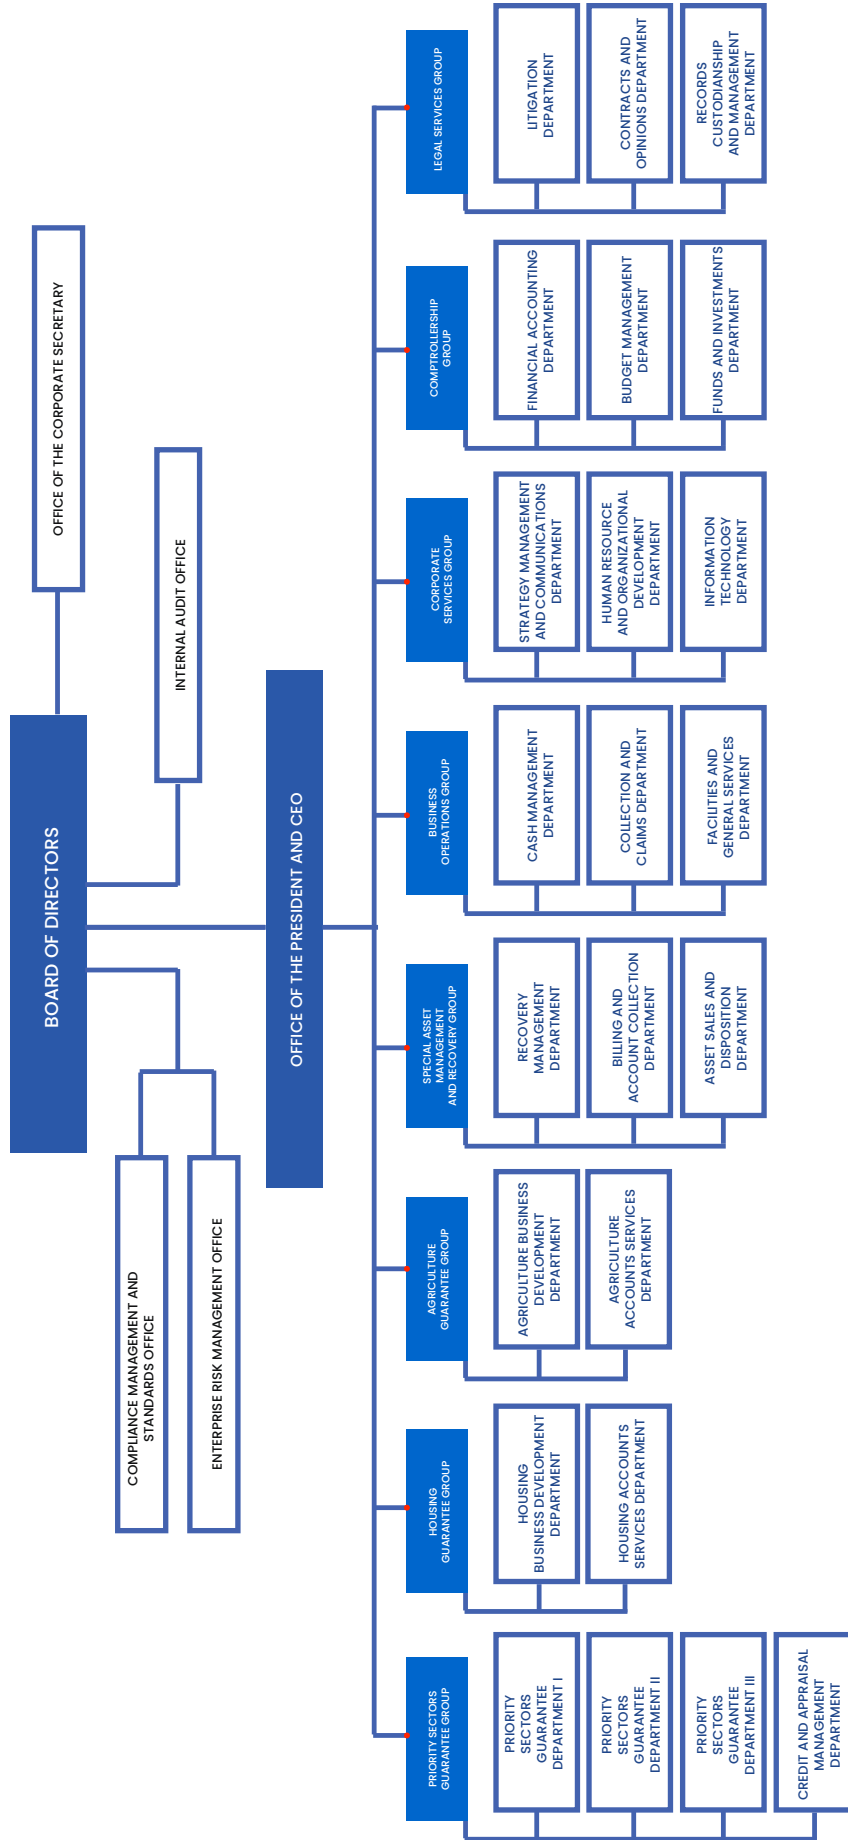 BOARD OF DIRECTORS
OFFICE OF THE CORPORATE SECRETARY
COMPLIANCE MANAGEMENT AND
STANDARDS OFFICE
ENTERPRISE RISK MANAGEMENT OFFICE
INTERNAL AUDIT OFFICE
OFFICE OF THE PRESIDENT AND CEO
PRIORITY SECTORS
GUARANTEE GROUP
PRIORITY
SECTORS
GUARANTEE
DEPARTMENT I
PRIORITY
SECTORS
GUARANTEE
DEPARTMENT II
PRIORITY
SECTORS
GUARANTEE
DEPARTMENT III
CREDIT AND APPRAISAL
MANAGEMENT
DEPARTMENT
HOUSING
GUARANTEE GROUP
HOUSING
BUSINESS DEVELOPMENT
DEPARTMENT
HOUSING ACCOUNTS
SERVICES DEPARTMENT
AGRICULTURE
GUARANTEE GROUP
AGRICULTURE BUSINESS
DEVELOPMENT
DEPARTMENT
AGRICULTURE
ACCOUNTS SERVICES
DEPARTMENT
SPECIAL ASSET
MANAGEMENT
AND RECOVERY GROUP
RECOVERY
MANAGEMENT
DEPARTMENT
BILLING AND
ACCOUNT COLLECTION
DEPARTMENT
ASSET SALES AND
DISPOSITION
DEPARTMENT
BUSINESS
OPERATIONS GROUP
CASH MANAGEMENT
DEPARTMENT
COLLECTION AND
CLAIMS DEPARTMENT
FACILITIES AND
GENERAL SERVICES
DEPARTMENT
CORPORATE
SERVICES GROUP
STRATEGY MANAGEMENT
AND COMMUNICATIONS
DEPARTMENT
HUMAN RESOURCE
AND ORGANIZATIONAL
DEVELOPMENT
DEPARTMENT
INFORMATION
TECHNOLOGY
DEPARTMENT
COMPTROLLERSHIP
GROUP
FINANCIAL ACCOUNTING
DEPARTMENT
BUDGET MANAGEMENT
DEPARTMENT
FUNDS AND INVESTMENTS
DEPARTMENT
LEGAL SERVICES GROUP
LITIGATION
DEPARTMENT
CONTRACTS AND
OPINIONS DEPARTMENT
RECORDS
CUSTODIANSHIP
AND MANAGEMENT
DEPARTMENT